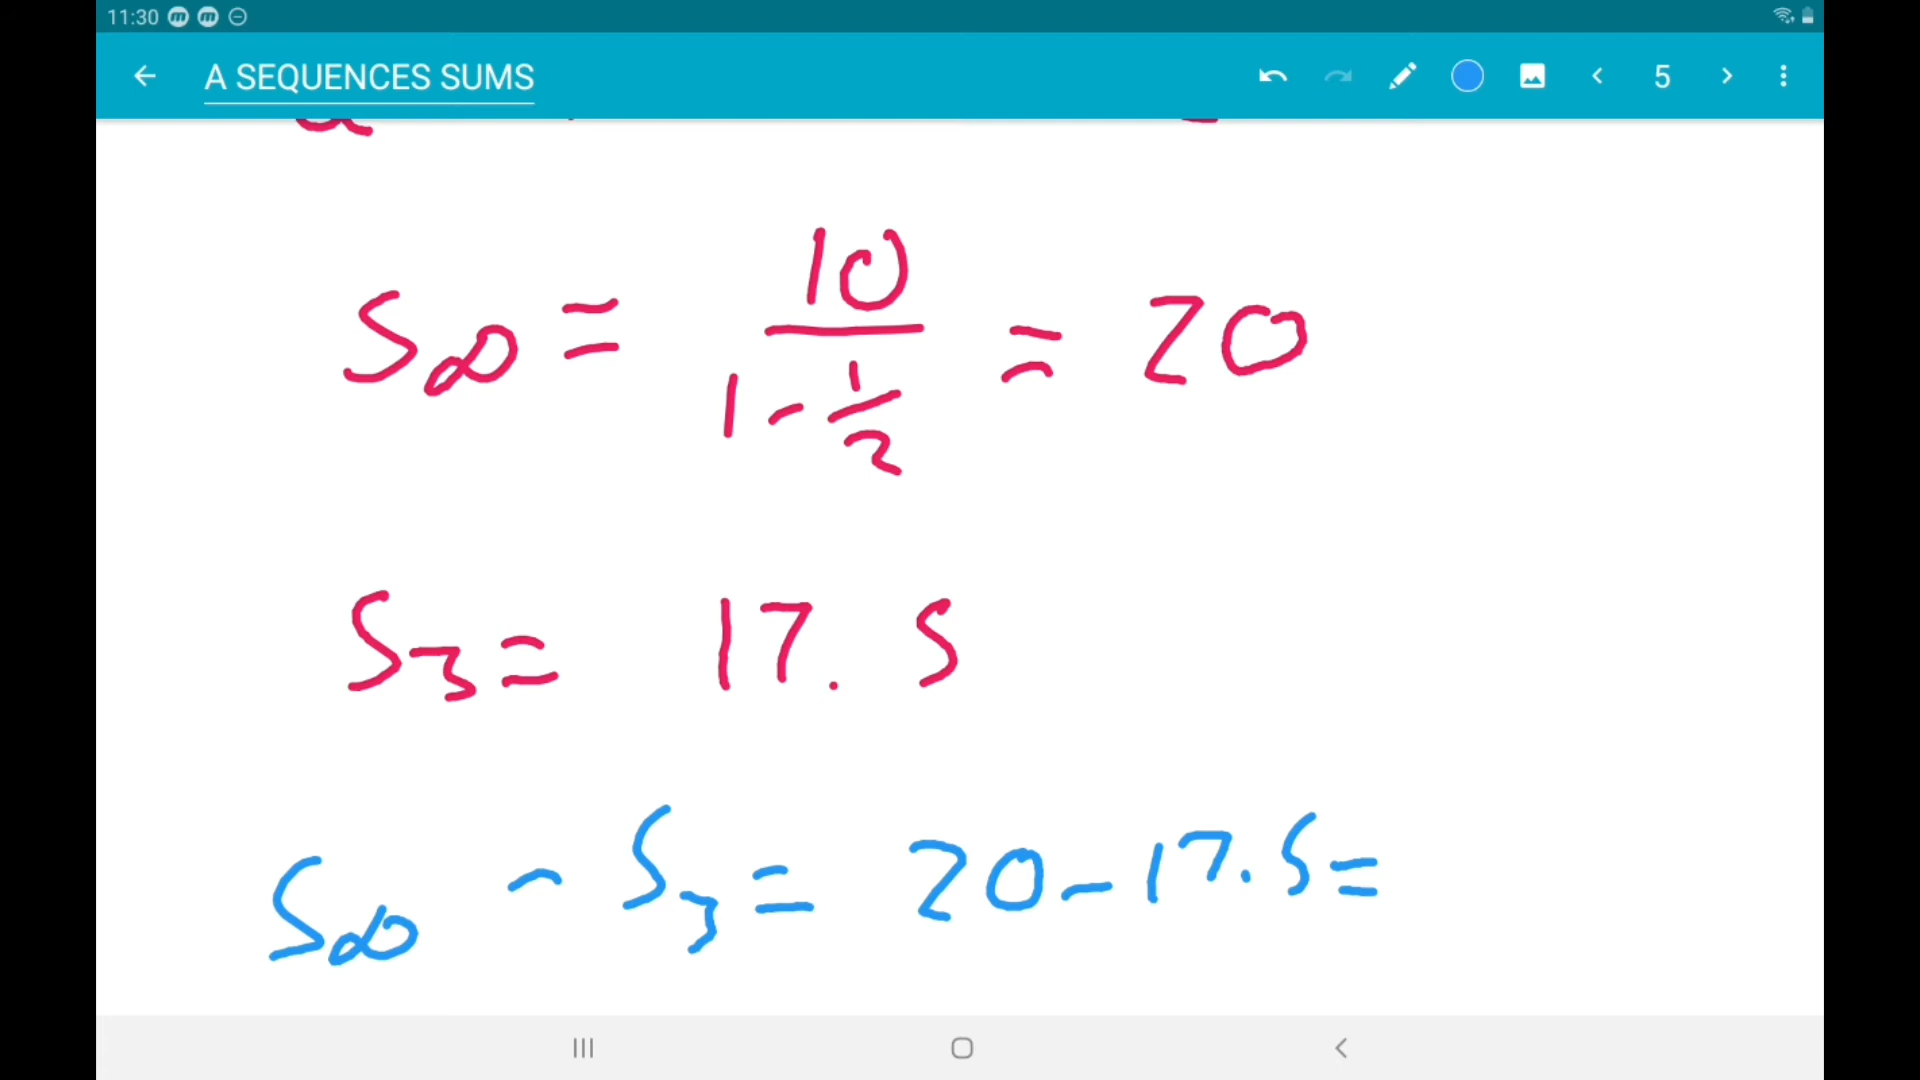 11:30
A SEQUENCES SUMS
5
S∞ = 10/(1 - 1/2) = 20
S₃ = 17.5
S∞ - S₃ = 20 - 17.5 =